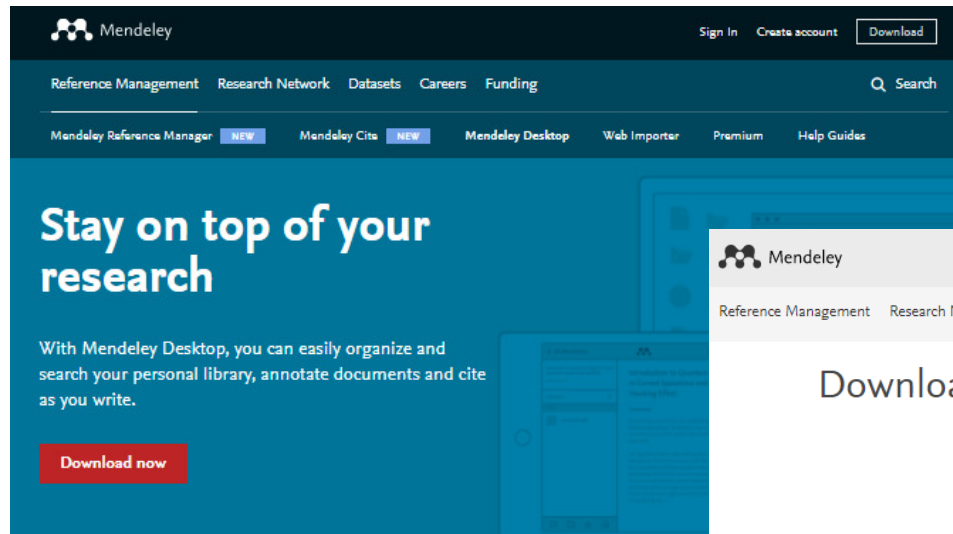 Mendeley
Sign In Create account Download
Reference Management Research Network Datasets Careers Funding
Search
Mendeley Reference Manager NEW Mendeley Cite NEW Mendeley Desktop Web Importer Premium Help Guides
Stay on top of your
research
With Mendeley Desktop, you can easily organize and
search your personal library, annotate documents and cite
as you write.
Download now
Mendeley
Reference Management Research